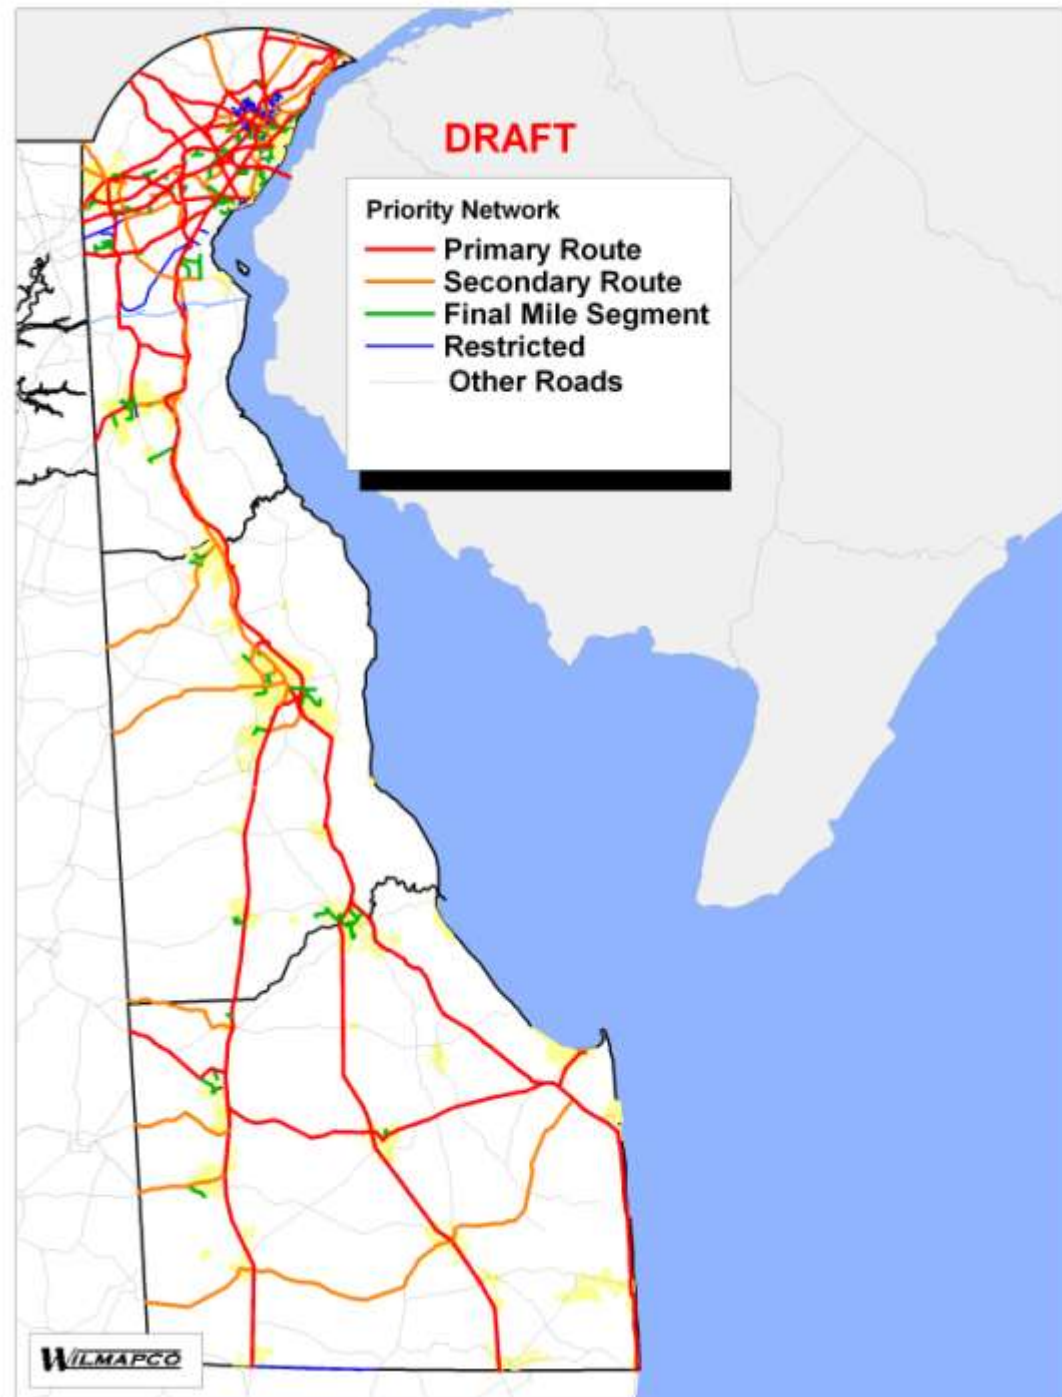 DRAFT
Priority Network
Primary Route
Secondary Route
Final Mile Segment
Restricted
Other Roads
WILMAPCO